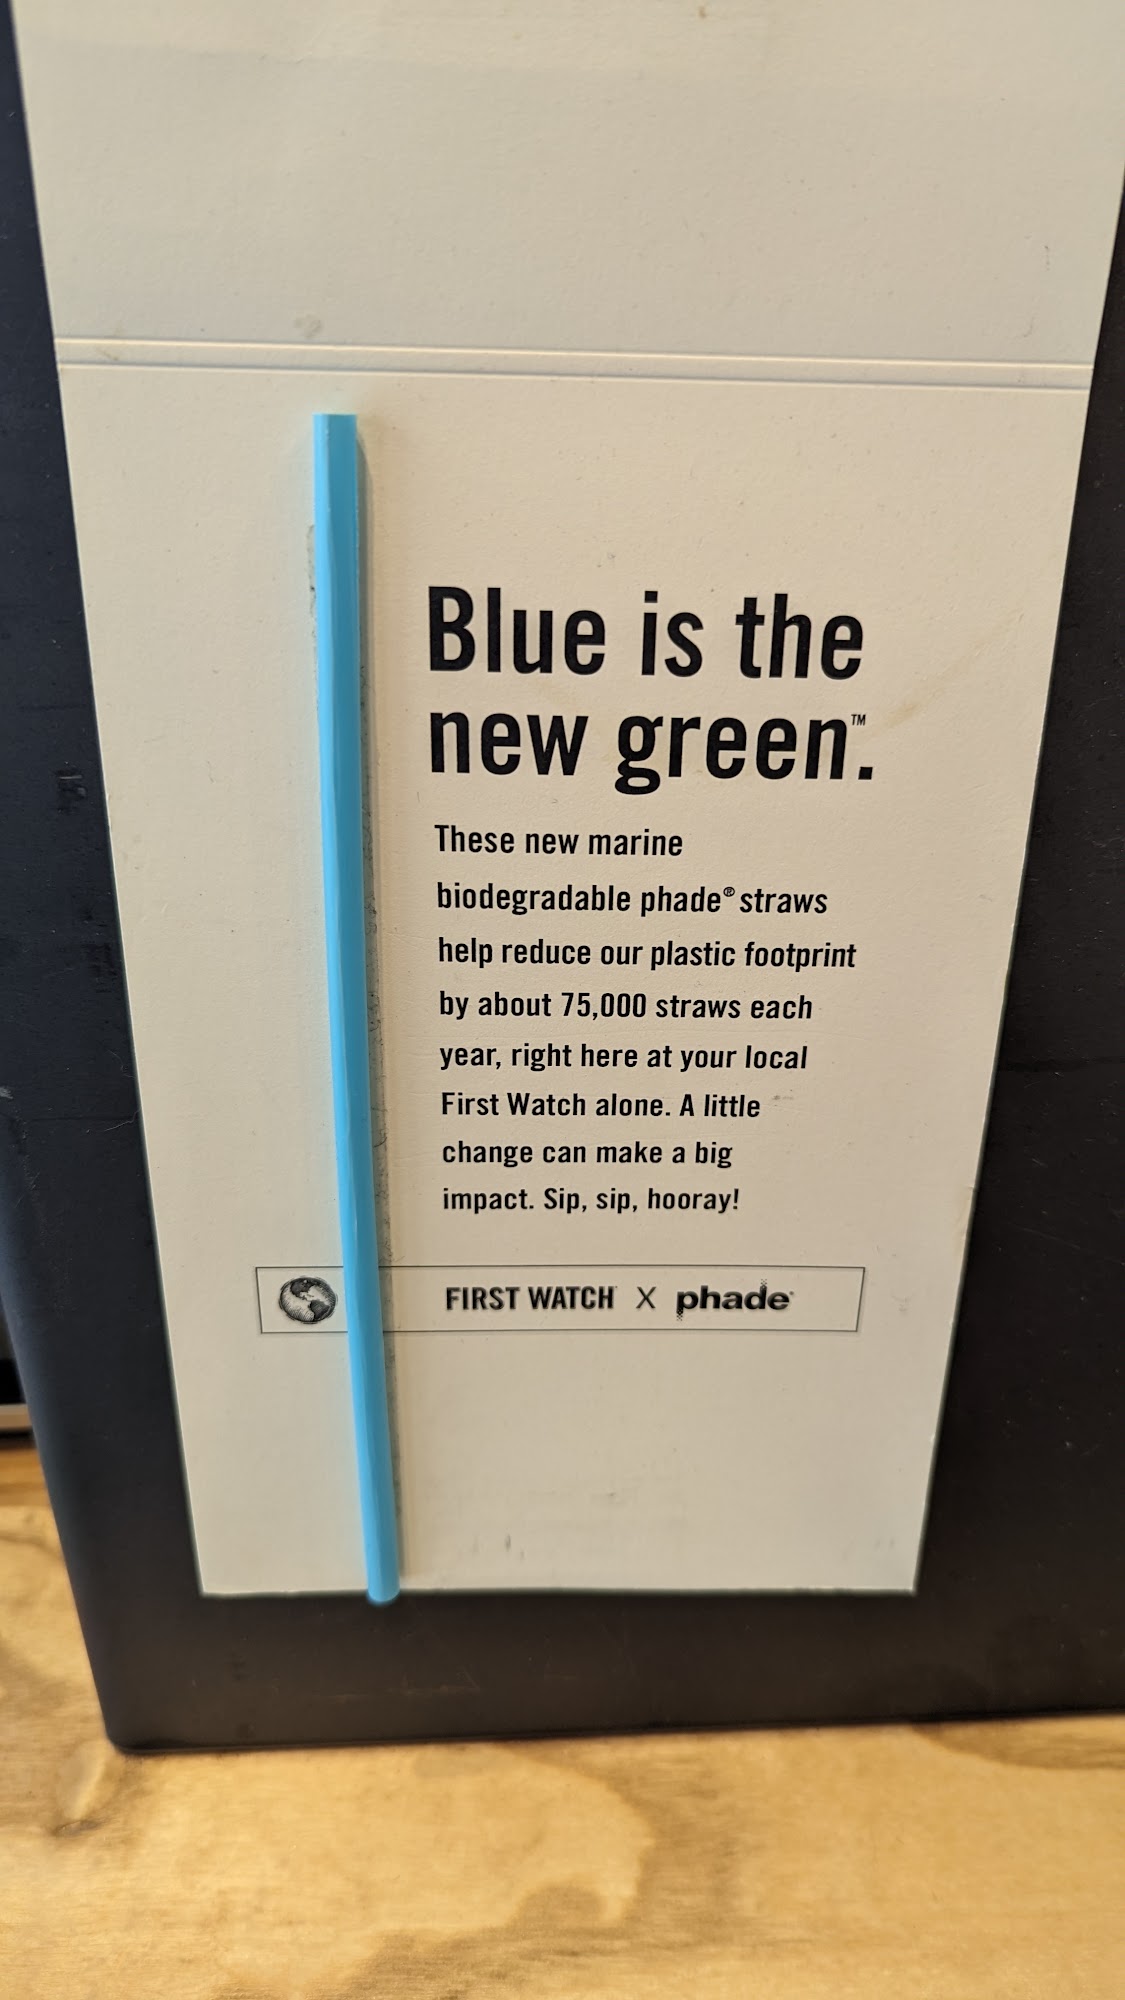 Blue is the
new green™.
These new marine
biodegradable phade® straws
help reduce our plastic footprint
by about 75,000 straws each
year, right here at your local
First Watch alone. A little
change can make a big
impact. Sip, sip, hooray!
FIRST WATCH X phade